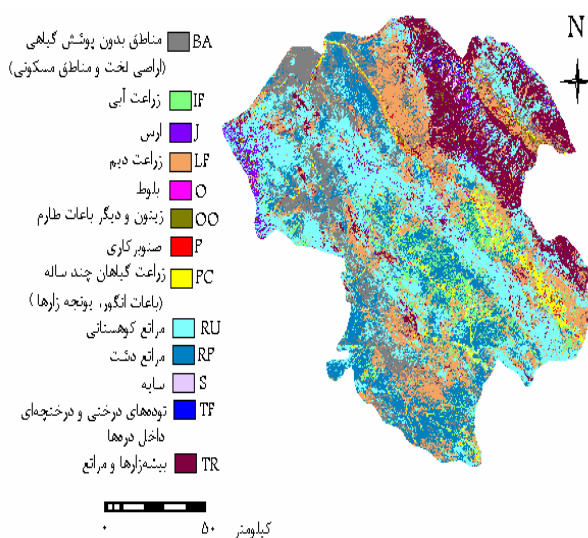 N
مناطق بدون پوشش گیاهی BA
(اراضی لخت و مناطق مسکونی)
زراعت آبی IF
ارس J
زراعت دیم LF
بلوط O
زیتون و دیگر باغات طارم OO
صنوبرکاری P
زراعت گیاهان چند ساله PC
(باغات انگور، یونجه زارها )
مراتع کوهستانی RU
مراتع دشت RP
سایه S
توده‌های درختی و درختچه‌ای TF
داخل دره‌ها
بیشه‌زارها و مراتع TR
۰ ۵۰ کیلومتر